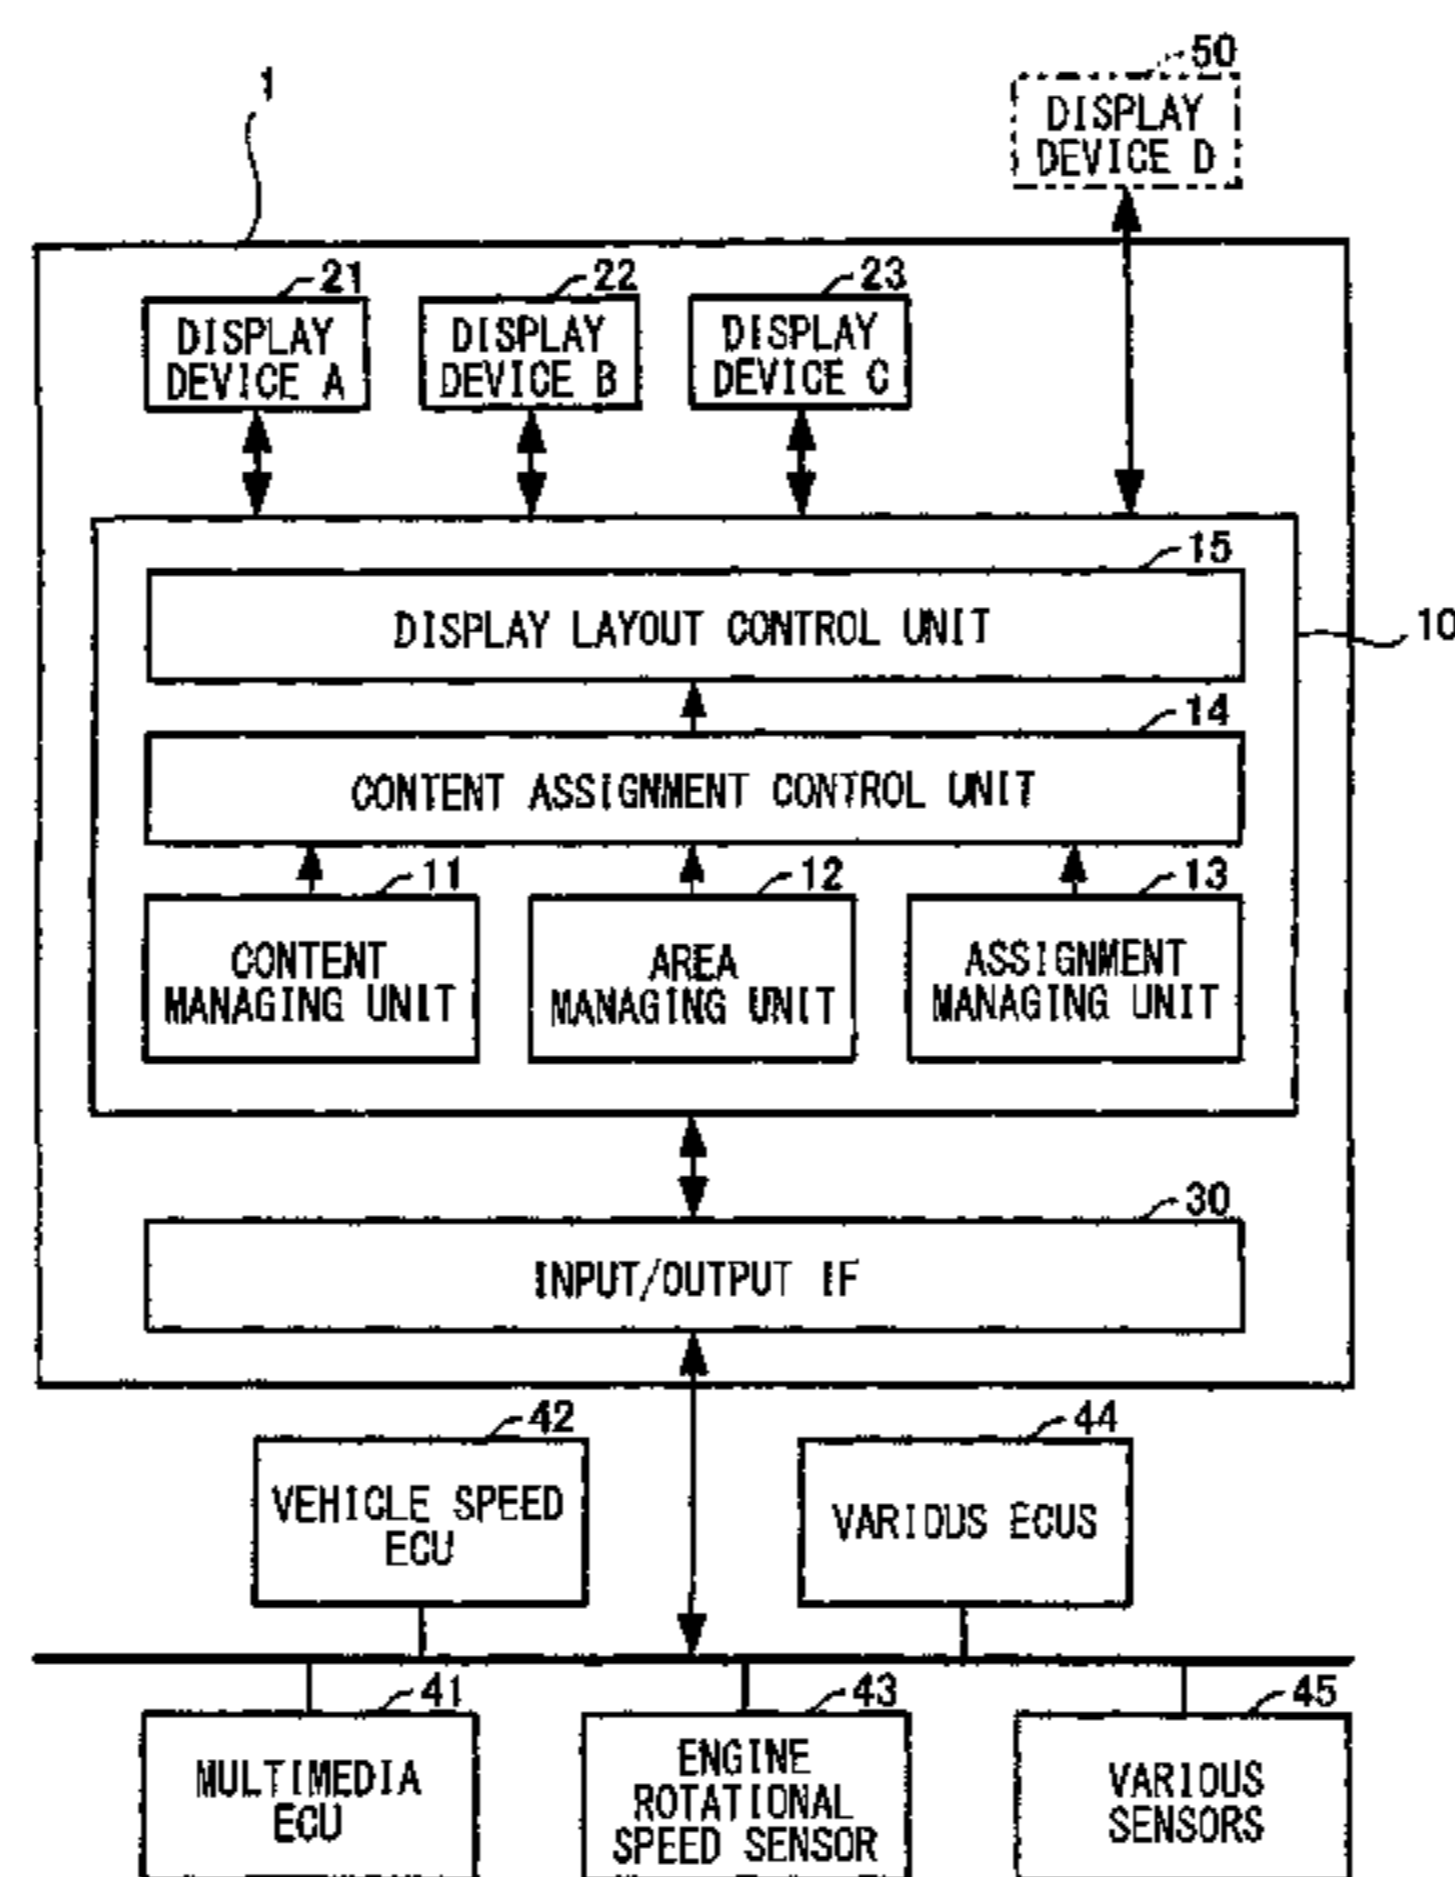 50
1
DISPLAY
DEVICE D
21
22
23
DISPLAY
DEVICE A
DISPLAY
DEVICE B
DISPLAY
DEVICE C
15
DISPLAY LAYOUT CONTROL UNIT
10
14
CONTENT ASSIGNMENT CONTROL UNIT
11
12
13
CONTENT
MANAGING UNIT
AREA
MANAGING UNIT
ASSIGNMENT
MANAGING UNIT
30
INPUT/OUTPUT IF
42
44
VEHICLE SPEED
ECU
VARIOUS ECUS
41
43
45
MULTIMEDIA
ECU
ENGINE
ROTATIONAL
SPEED SENSOR
VARIOUS
SENSORS